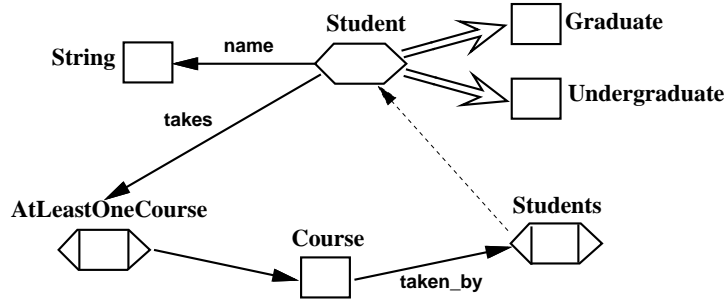 Student
Graduate
name
String
Undergraduate
takes
AtLeastOneCourse
Students
Course
taken_by